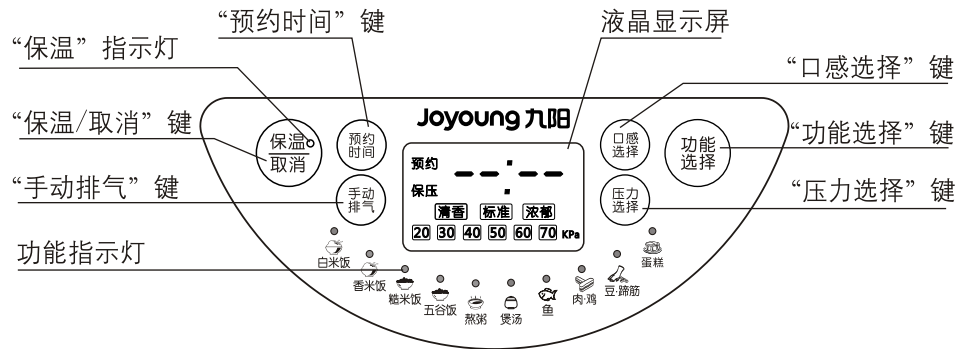 “预约时间”键
液晶显示屏
“保温”指示灯
“口感选择”键
“保温/取消”键
“功能选择”键
“手动排气”键
“压力选择”键
功能指示灯
Joyoung 九阳
保温
取消
预约
时间
手动
排气
预约
保压
清香 标准 浓郁
20 30 40 50 60 70 KPa
口感
选择
压力
选择
功能
选择
白米饭
香米饭
糙米饭
五谷饭
熬粥
煲汤
鱼
肉·鸡
豆·蹄筋
蛋糕